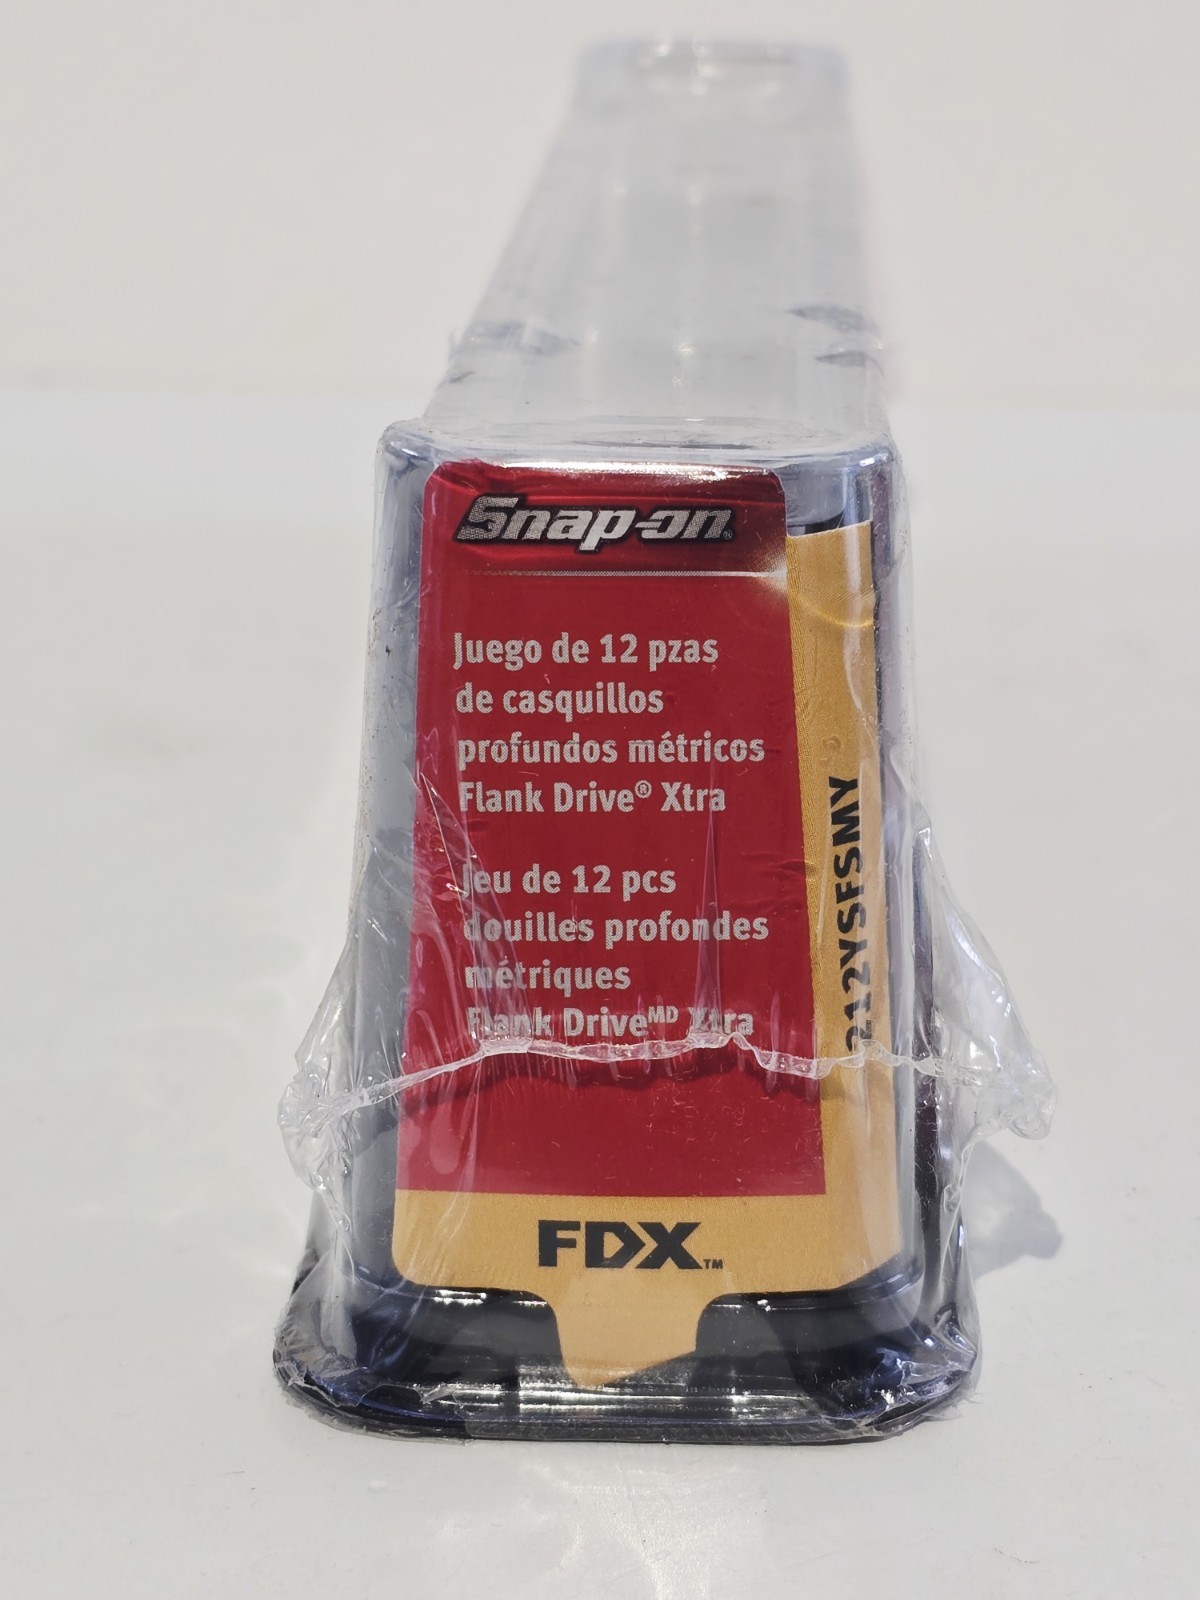 Snap-on
Juego de 12 pzas
de casquillos
profundos métricos
Flank Drive® Xtra
Jeu de 12 pcs
douilles profondes
métriques
Flank Drive ᴹᴰ Xtra
FDX™
212YSFSMY